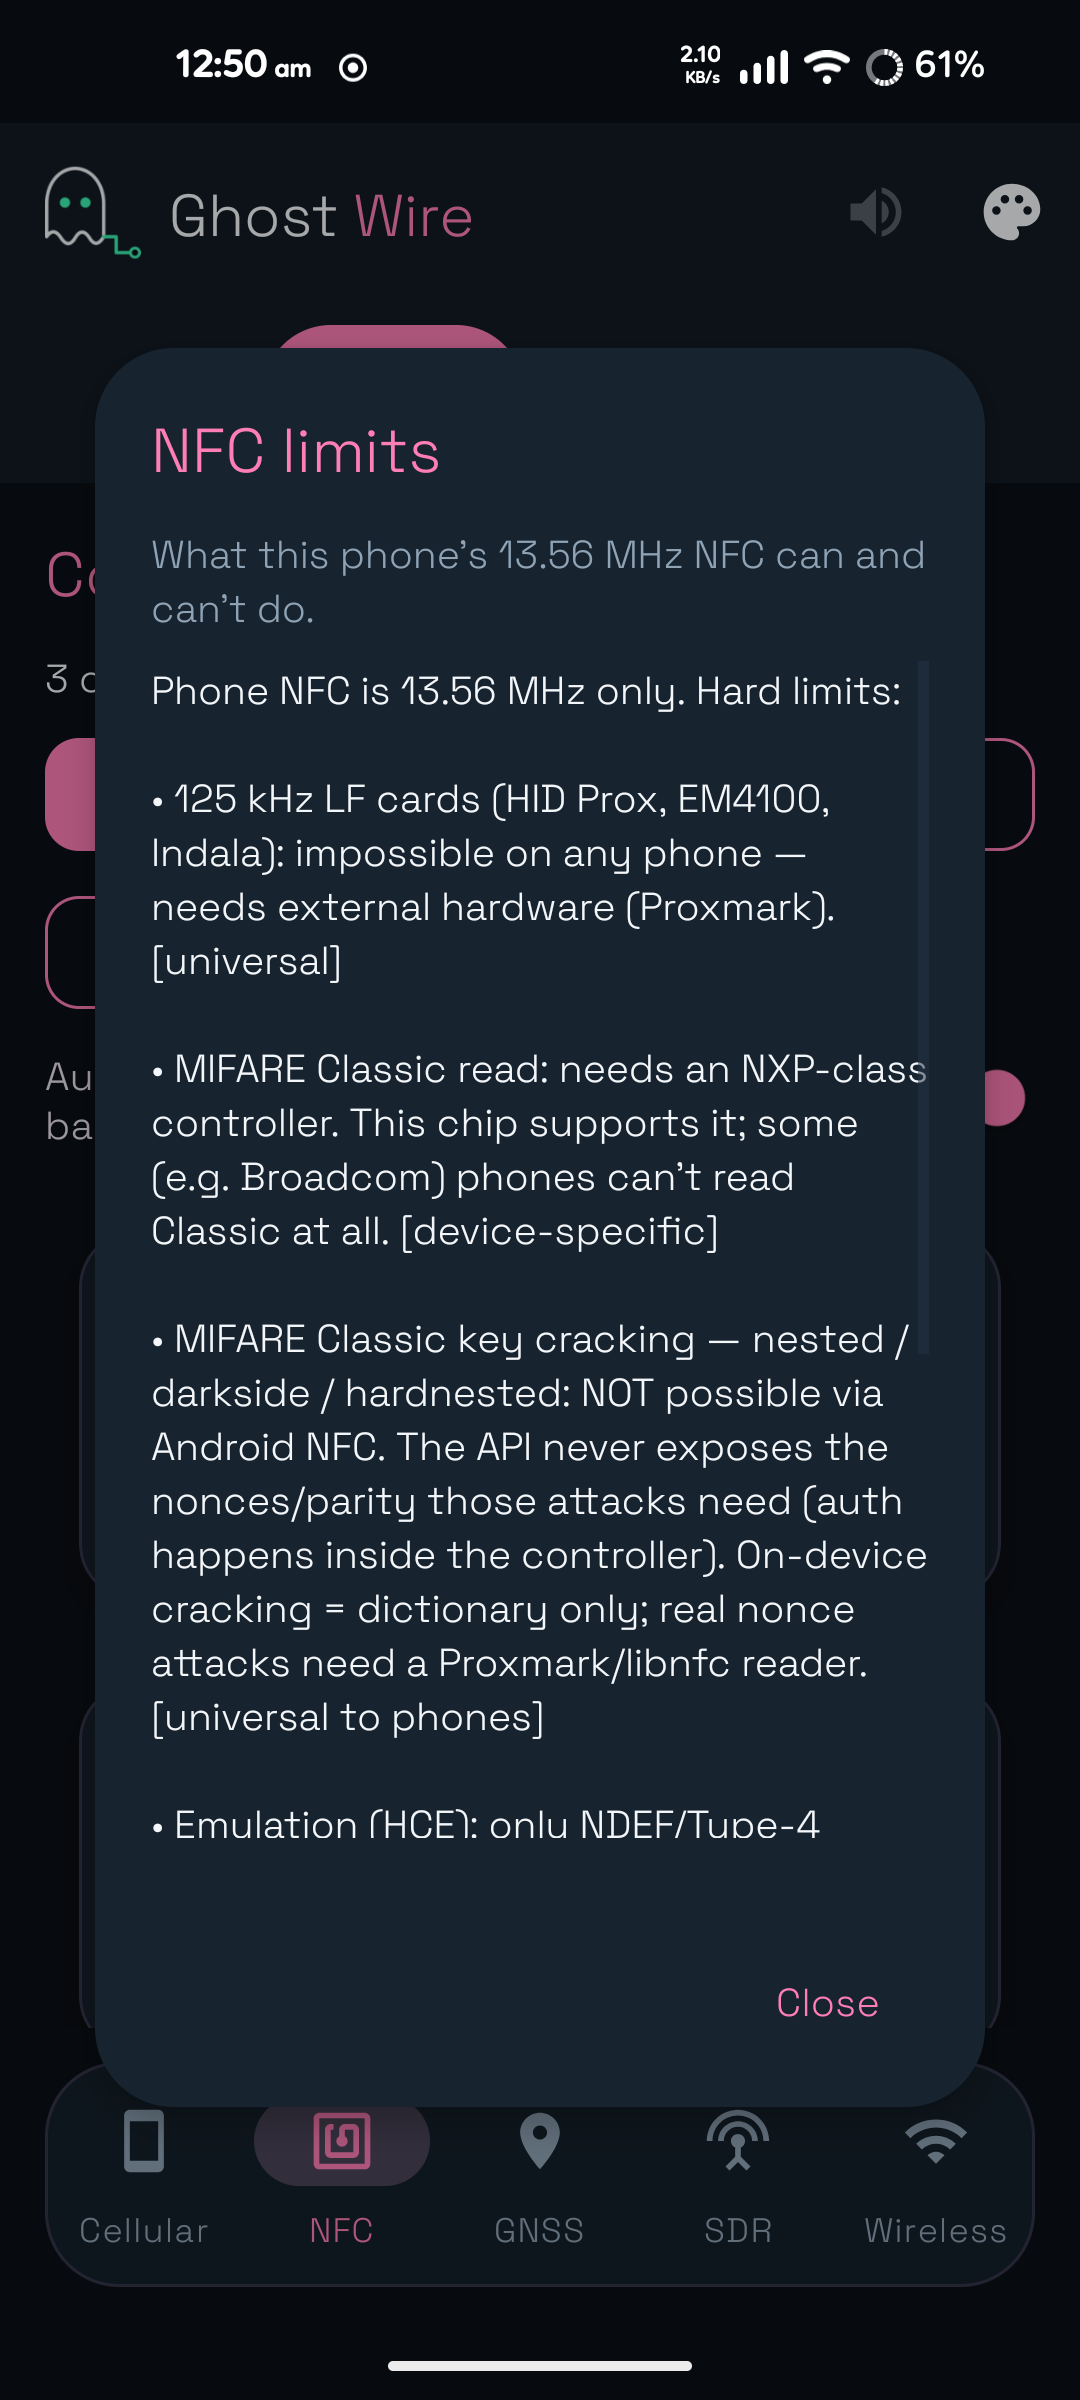 12:50 am
2.10 KB/s
61%
Ghost Wire
NFC limits
What this phone's 13.56 MHz NFC can and
can't do.
Phone NFC is 13.56 MHz only. Hard limits:
• 125 kHz LF cards (HID Prox, EM4100,
Indala): impossible on any phone —
needs external hardware (Proxmark).
[universal]
• MIFARE Classic read: needs an NXP-class
controller. This chip supports it; some
(e.g. Broadcom) phones can't read
Classic at all. [device-specific]
• MIFARE Classic key cracking — nested /
darkside / hardnested: NOT possible via
Android NFC. The API never exposes the
nonces/parity those attacks need (auth
happens inside the controller). On-device
cracking = dictionary only; real nonce
attacks need a Proxmark/libnfc reader.
[universal to phones]
• Emulation (HCE): only NDEF/Type-4
Close
Cellular
NFC
GNSS
SDR
Wireless